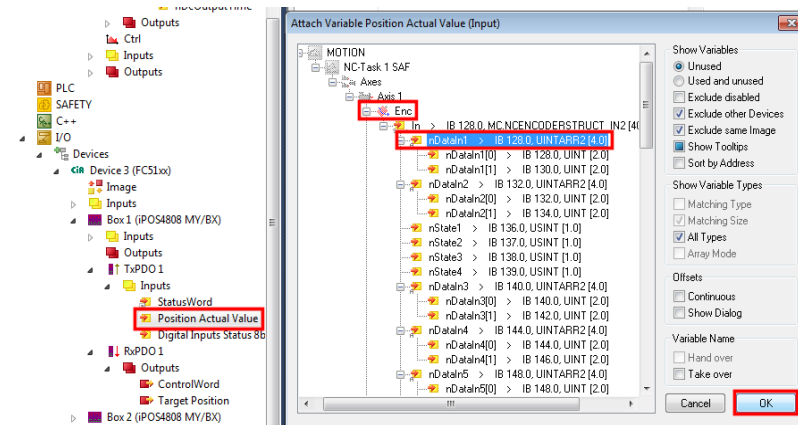 Outputs
Ctrl
Inputs
Outputs
PLC
SAFETY
C++
I/O
Devices
Device 3 (FC51xx)
Image
Inputs
Box 1 (iPOS4808 MY/BX)
Inputs
Outputs
TxPDO 1
Inputs
StatusWord
Position Actual Value
Digital Inputs Status 8b
RxPDO 1
Outputs
ControlWord
Target Position
Box 2 (iPOS4808 MY/BX)
Attach Variable Position Actual Value (Input)
MOTION
NC-Task 1 SAF
Axes
Axis 1
Enc
In > IB 128.0, MC.NCENCODERSTRUCT_IN2 [40
nDataIn1 > IB 128.0, UINTARR2 [4.0]
nDataIn1[0] > IB 128.0, UINT [2.0]
nDataIn1[1] > IB 130.0, UINT [2.0]
nDataIn2 > IB 132.0, UINTARR2 [4.0]
nDataIn2[0] > IB 132.0, UINT [2.0]
nDataIn2[1] > IB 134.0, UINT [2.0]
nState1 > IB 136.0, USINT [1.0]
nState2 > IB 137.0, USINT [1.0]
nState3 > IB 138.0, USINT [1.0]
nState4 > IB 139.0, USINT [1.0]
nDataIn3 > IB 140.0, UINTARR2 [4.0]
nDataIn3[0] > IB 140.0, UINT [2.0]
nDataIn3[1] > IB 142.0, UINT [2.0]
nDataIn4 > IB 144.0, UINTARR2 [4.0]
nDataIn4[0] > IB 144.0, UINT [2.0]
nDataIn4[1] > IB 146.0, UINT [2.0]
nDataIn5 > IB 148.0, UINTARR2 [4.0]
nDataIn5[0] > IB 148.0, UINT [2.0]
Show Variables
Unused
Used and unused
Exclude disabled
Exclude other Devices
Exclude same Image
Show Tooltips
Sort by Address
Show Variable Types
Matching Type
Matching Size
All Types
Array Mode
Offsets
Continuous
Show Dialog
Variable Name
Hand over
Take over
Cancel
OK